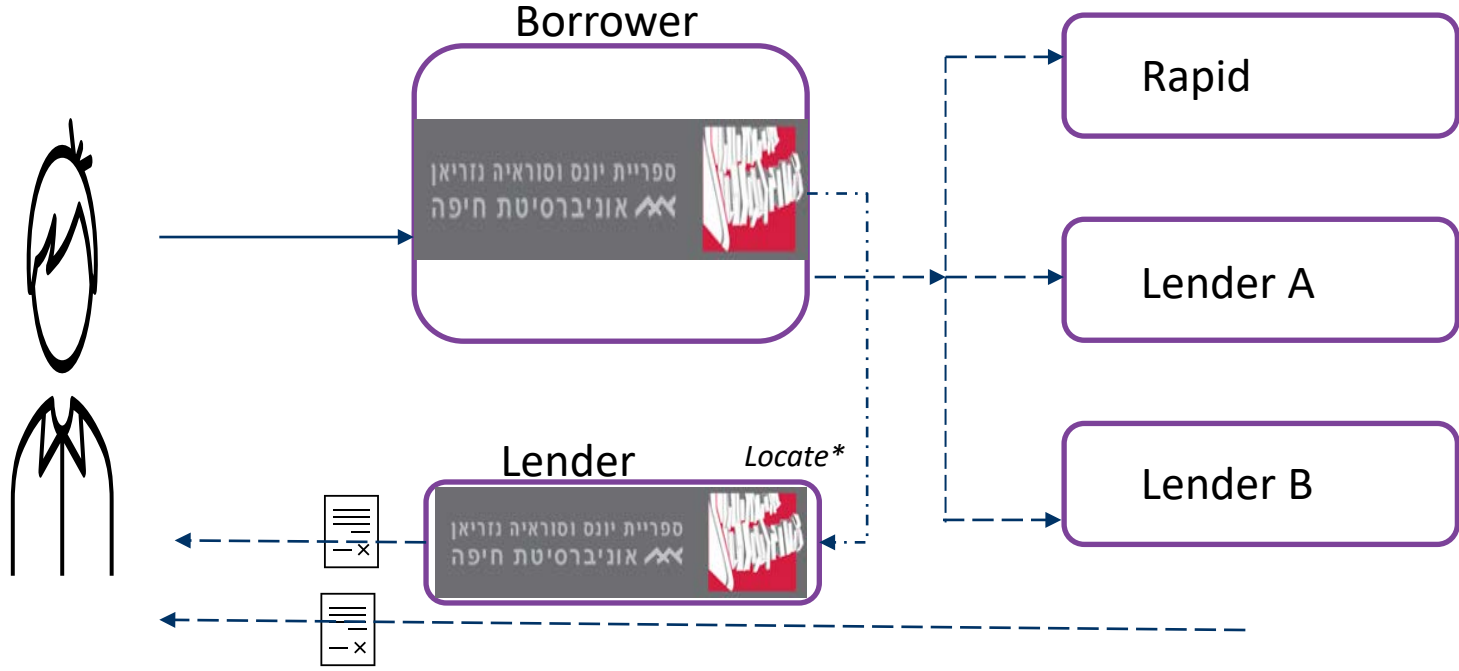 Borrower
ספריית יונס וסוראיה נזריאן
אוניברסיטת חיפה
Rapid
Lender A
Lender B
Lender
Locate*
ספריית יונס וסוראיה נזריאן
אוניברסיטת חיפה